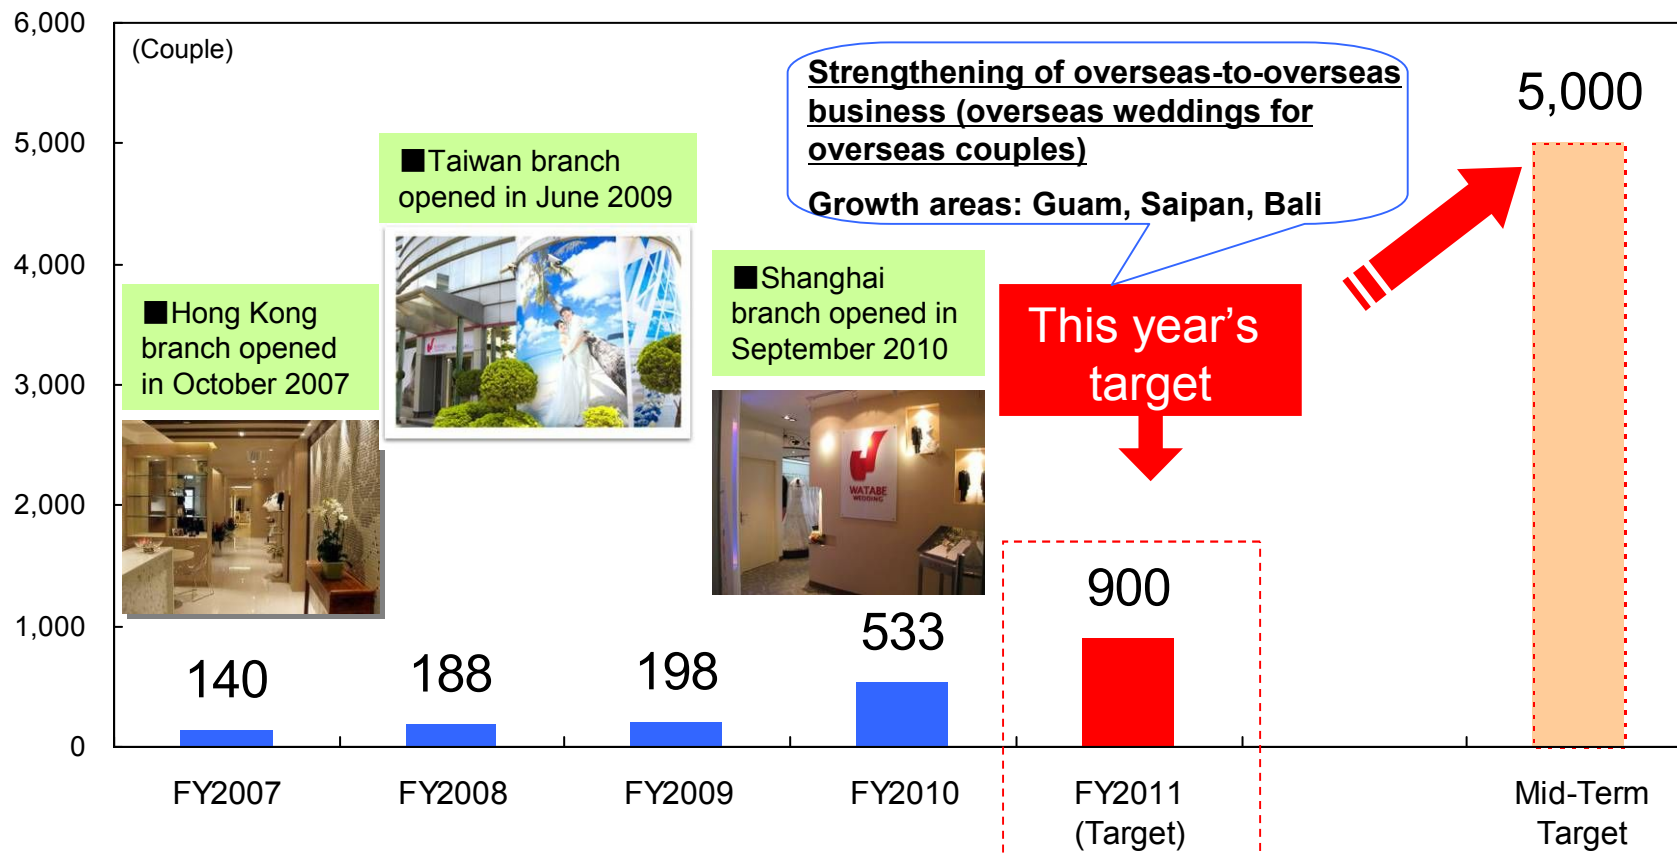 6,000
5,000
4,000
3,000
2,000
1,000
0
(Couple)
■Hong Kong
branch opened
in October 2007
■Taiwan branch
opened in June 2009
■Shanghai
branch opened in
September 2010
WATABE
WEDDING
Strengthening of overseas-to-overseas
business (overseas weddings for
overseas couples)
Growth areas: Guam, Saipan, Bali
This year’s
target
140
188
198
533
900
5,000
FY2007
FY2008
FY2009
FY2010
FY2011
(Target)
Mid-Term
Target